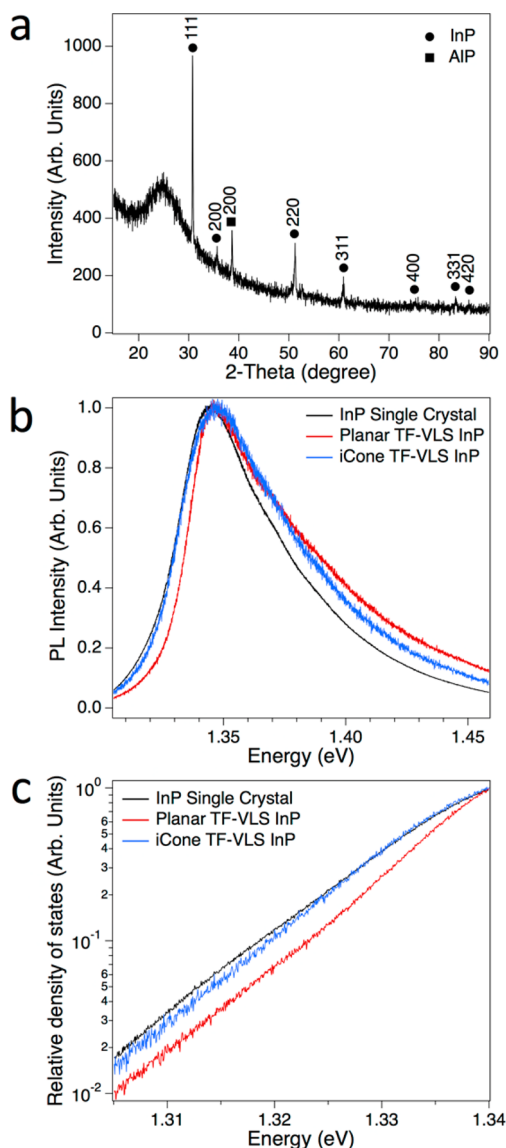 a
InP
AlP
111
200
200
220
311
400
331
420
1000
800
600
400
200
0
Intensity (Arb. Units)
20 30 40 50 60 70 80 90
2-Theta (degree)
b
InP Single Crystal
Planar TF-VLS InP
iCone TF-VLS InP
1.0
0.8
0.6
0.4
0.2
0.0
PL Intensity (Arb. Units)
1.35 1.40 1.45
Energy (eV)
c
InP Single Crystal
Planar TF-VLS InP
iCone TF-VLS InP
10⁰
6
5
4
3
2
10⁻¹
6
5
4
3
2
10⁻²
Relative density of states (Arb. Units)
1.31 1.32 1.33 1.34
Energy (eV)